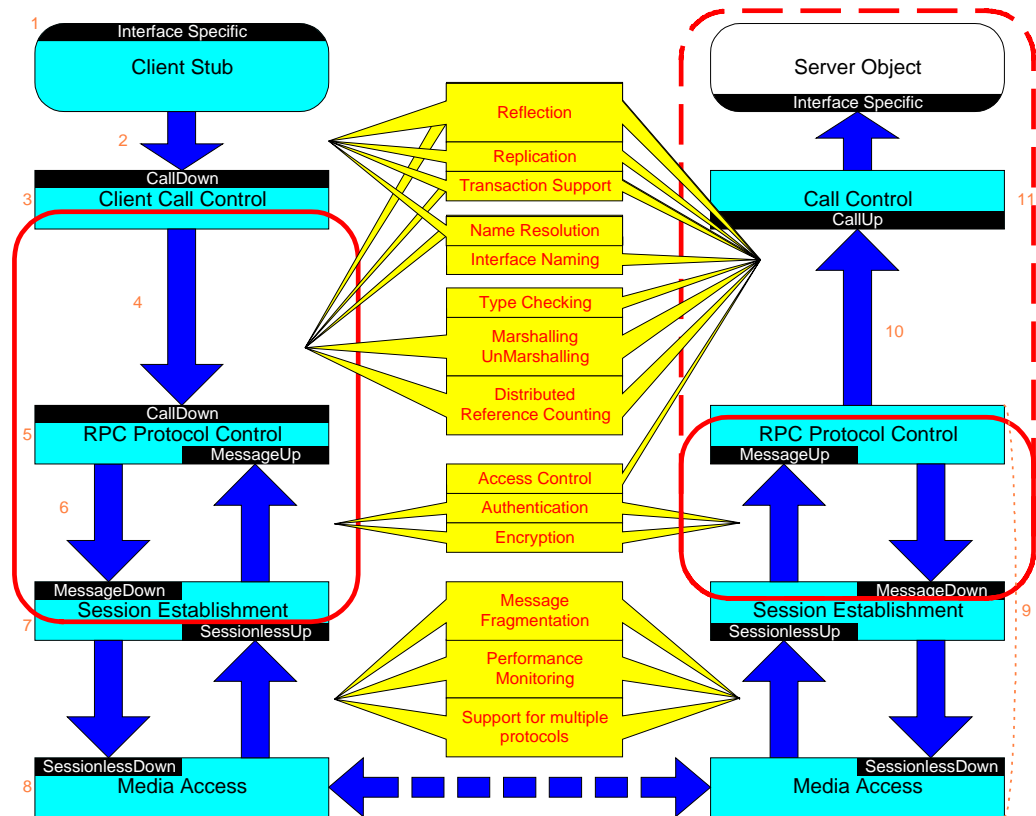 1
Interface Specific
Client Stub
Server Object
Interface Specific
Reflection
2
Replication
CallDown
Transaction Support
3
Client Call Control
Call Control
11
CallUp
Name Resolution
Interface Naming
4
Type Checking
Marshalling
UnMarshalling
10
Distributed
Reference Counting
CallDown
5
RPC Protocol Control
MessageUp
RPC Protocol Control
MessageUp
Access Control
6
Authentication
Encryption
MessageDown
Session Establishment
7
SessionlessUp
MessageDown
Session Establishment
9
SessionlessUp
Message
Fragmentation
Performance
Monitoring
Support for multiple
protocols
SessionlessDown
8
Media Access
SessionlessDown
Media Access